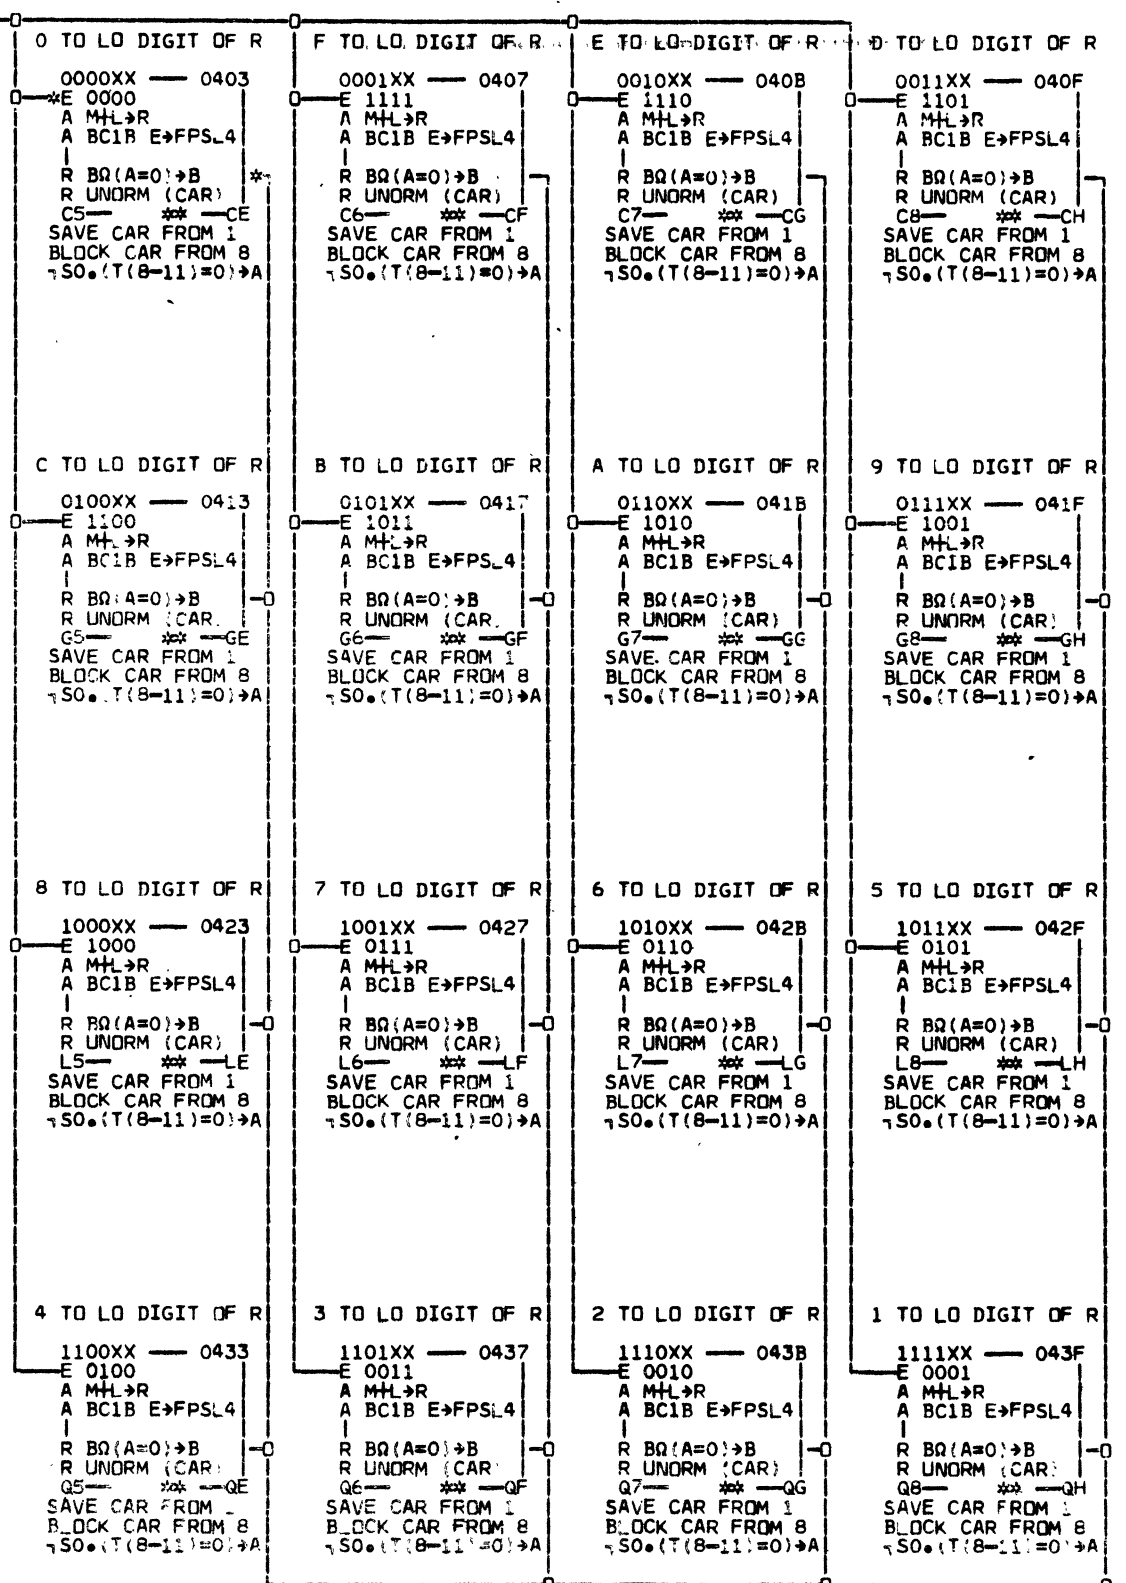 0 TO LO DIGIT OF R
0000XX — 0403
*E 0000
A M+L→R
A BC1B E→FPSL4
R BΩ(A=0)→B *
R UNORM (CAR)
C5— ** —CE
SAVE CAR FROM 1
BLOCK CAR FROM 8
¬S0.(T(8-11)=0)→A
F TO LO DIGIT OF R
0001XX — 0407
E 1111
A M+L→R
A BC1B E→FPSL4
R BΩ(A=0)→B
R UNORM (CAR)
C6— ** —CF
SAVE CAR FROM 1
BLOCK CAR FROM 8
¬S0.(T(8-11)=0)→A
E TO LO DIGIT OF R
0010XX — 040B
E 1110
A M+L→R
A BC1B E→FPSL4
R BΩ(A=0)→B
R UNORM (CAR)
C7— ** —CG
SAVE CAR FROM 1
BLOCK CAR FROM 8
¬S0.(T(8-11)=0)→A
D TO LO DIGIT OF R
0011XX — 040F
E 1101
A M+L→R
A BC1B E→FPSL4
R BΩ(A=0)→B
R UNORM (CAR)
C8— ** —CH
SAVE CAR FROM 1
BLOCK CAR FROM 8
¬S0.(T(8-11)=0)→A
C TO LO DIGIT OF R
0100XX — 0413
E 1100
A M+L→R
A BC1B E→FPSL4
R BΩ(A=0)→B
R UNORM (CAR)
G5— ** —GE
SAVE CAR FROM 1
BLOCK CAR FROM 8
¬S0.(T(8-11)=0)→A
B TO LO DIGIT OF R
0101XX — 0417
E 1011
A M+L→R
A BC1B E→FPSL4
R BΩ(A=0)→B
R UNORM (CAR)
G6— ** —GF
SAVE CAR FROM 1
BLOCK CAR FROM 8
¬S0.(T(8-11)=0)→A
A TO LO DIGIT OF R
0110XX — 041B
E 1010
A M+L→R
A BC1B E→FPSL4
R BΩ(A=0)→B
R UNORM (CAR)
G7— ** —GG
SAVE CAR FROM 1
BLOCK CAR FROM 8
¬S0.(T(8-11)=0)→A
9 TO LO DIGIT OF R
0111XX — 041F
E 1001
A M+L→R
A BC1B E→FPSL4
R BΩ(A=0)→B
R UNORM (CAR)
G8— ** —GH
SAVE CAR FROM 1
BLOCK CAR FROM 8
¬S0.(T(8-11)=0)→A
8 TO LO DIGIT OF R
1000XX — 0423
E 1000
A M+L→R
A BC1B E→FPSL4
R BΩ(A=0)→B
R UNORM (CAR)
L5— ** —LE
SAVE CAR FROM 1
BLOCK CAR FROM 8
¬S0.(T(8-11)=0)→A
7 TO LO DIGIT OF R
1001XX — 0427
E 0111
A M+L→R
A BC1B E→FPSL4
R BΩ(A=0)→B
R UNORM (CAR)
L6— ** —LF
SAVE CAR FROM 1
BLOCK CAR FROM 8
¬S0.(T(8-11)=0)→A
6 TO LO DIGIT OF R
1010XX — 042B
E 0110
A M+L→R
A BC1B E→FPSL4
R BΩ(A=0)→B
R UNORM (CAR)
L7— ** —LG
SAVE CAR FROM 1
BLOCK CAR FROM 8
¬S0.(T(8-11)=0)→A
5 TO LO DIGIT OF R
1011XX — 042F
E 0101
A M+L→R
A BC1B E→FPSL4
R BΩ(A=0)→B
R UNORM (CAR)
L8— ** —LH
SAVE CAR FROM 1
BLOCK CAR FROM 8
¬S0.(T(8-11)=0)→A
4 TO LO DIGIT OF R
1100XX — 0433
E 0100
A M+L→R
A BC1B E→FPSL4
R BΩ(A=0)→B
R UNORM (CAR)
Q5— ** —QE
SAVE CAR FROM
BLOCK CAR FROM 8
¬S0.(T(8-11)=0)→A
3 TO LO DIGIT OF R
1101XX — 0437
E 0011
A M+L→R
A BC1B E→FPSL4
R BΩ(A=0)→B
R UNORM (CAR)
Q6— ** —QF
SAVE CAR FROM 1
BLOCK CAR FROM 8
¬S0.(T(8-11)=0)→A
2 TO LO DIGIT OF R
1110XX — 043B
E 0010
A M+L→R
A BC1B E→FPSL4
R BΩ(A=0)→B
R UNORM (CAR)
Q7— ** —QG
SAVE CAR FROM 1
BLOCK CAR FROM 8
¬S0.(T(8-11)=0)→A
1 TO LO DIGIT OF R
1111XX — 043F
E 0001
A M+L→R
A BC1B E→FPSL4
R BΩ(A=0)→B
R UNORM (CAR)
Q8— ** —QH
SAVE CAR FROM 1
BLOCK CAR FROM 8
¬S0.(T(8-11)=0)→A